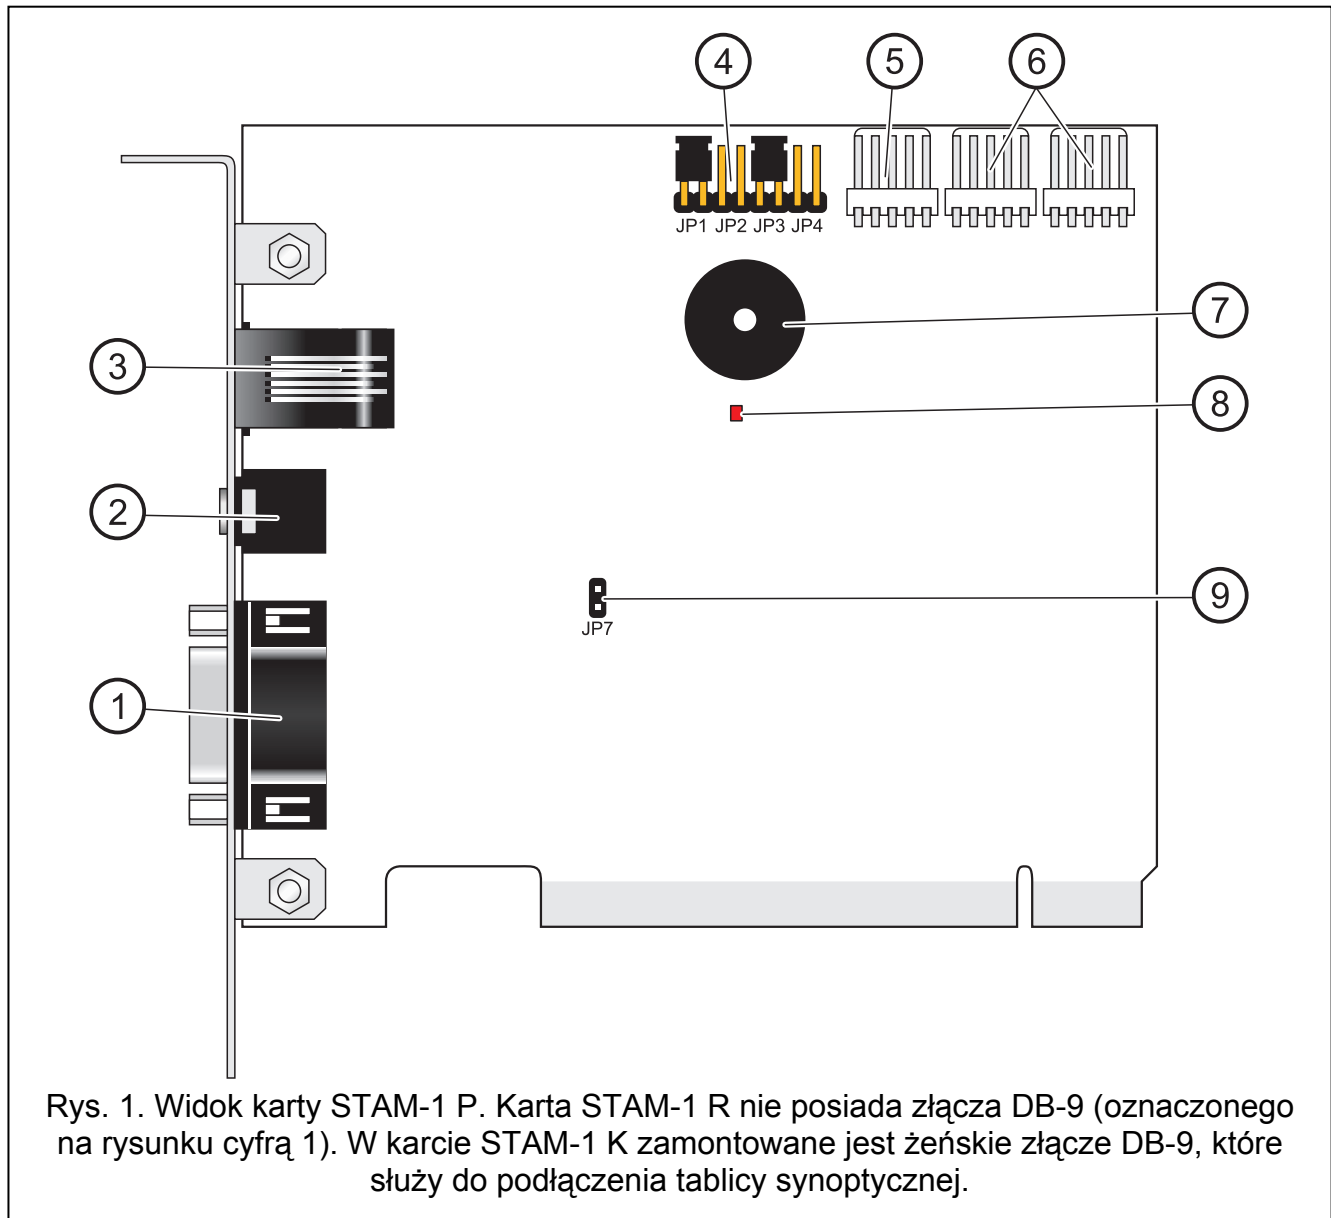 4
5
6
JP1 JP2 JP3 JP4
7
3
8
2
9
JP7
1
Rys. 1. Widok karty STAM-1 P. Karta STAM-1 R nie posiada złącza DB-9 (oznaczonego
na rysunku cyfrą 1). W karcie STAM-1 K zamontowane jest żeńskie złącze DB-9, które
służy do podłączenia tablicy synoptycznej.